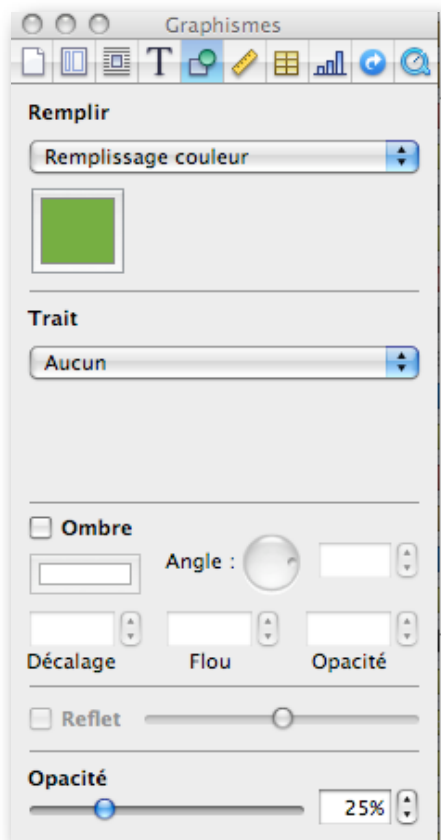 Graphismes
T
Remplir
Remplissage couleur
Trait
Aucun
Ombre
Angle :
Décalage Flou Opacité
Reflet
Opacité
25%